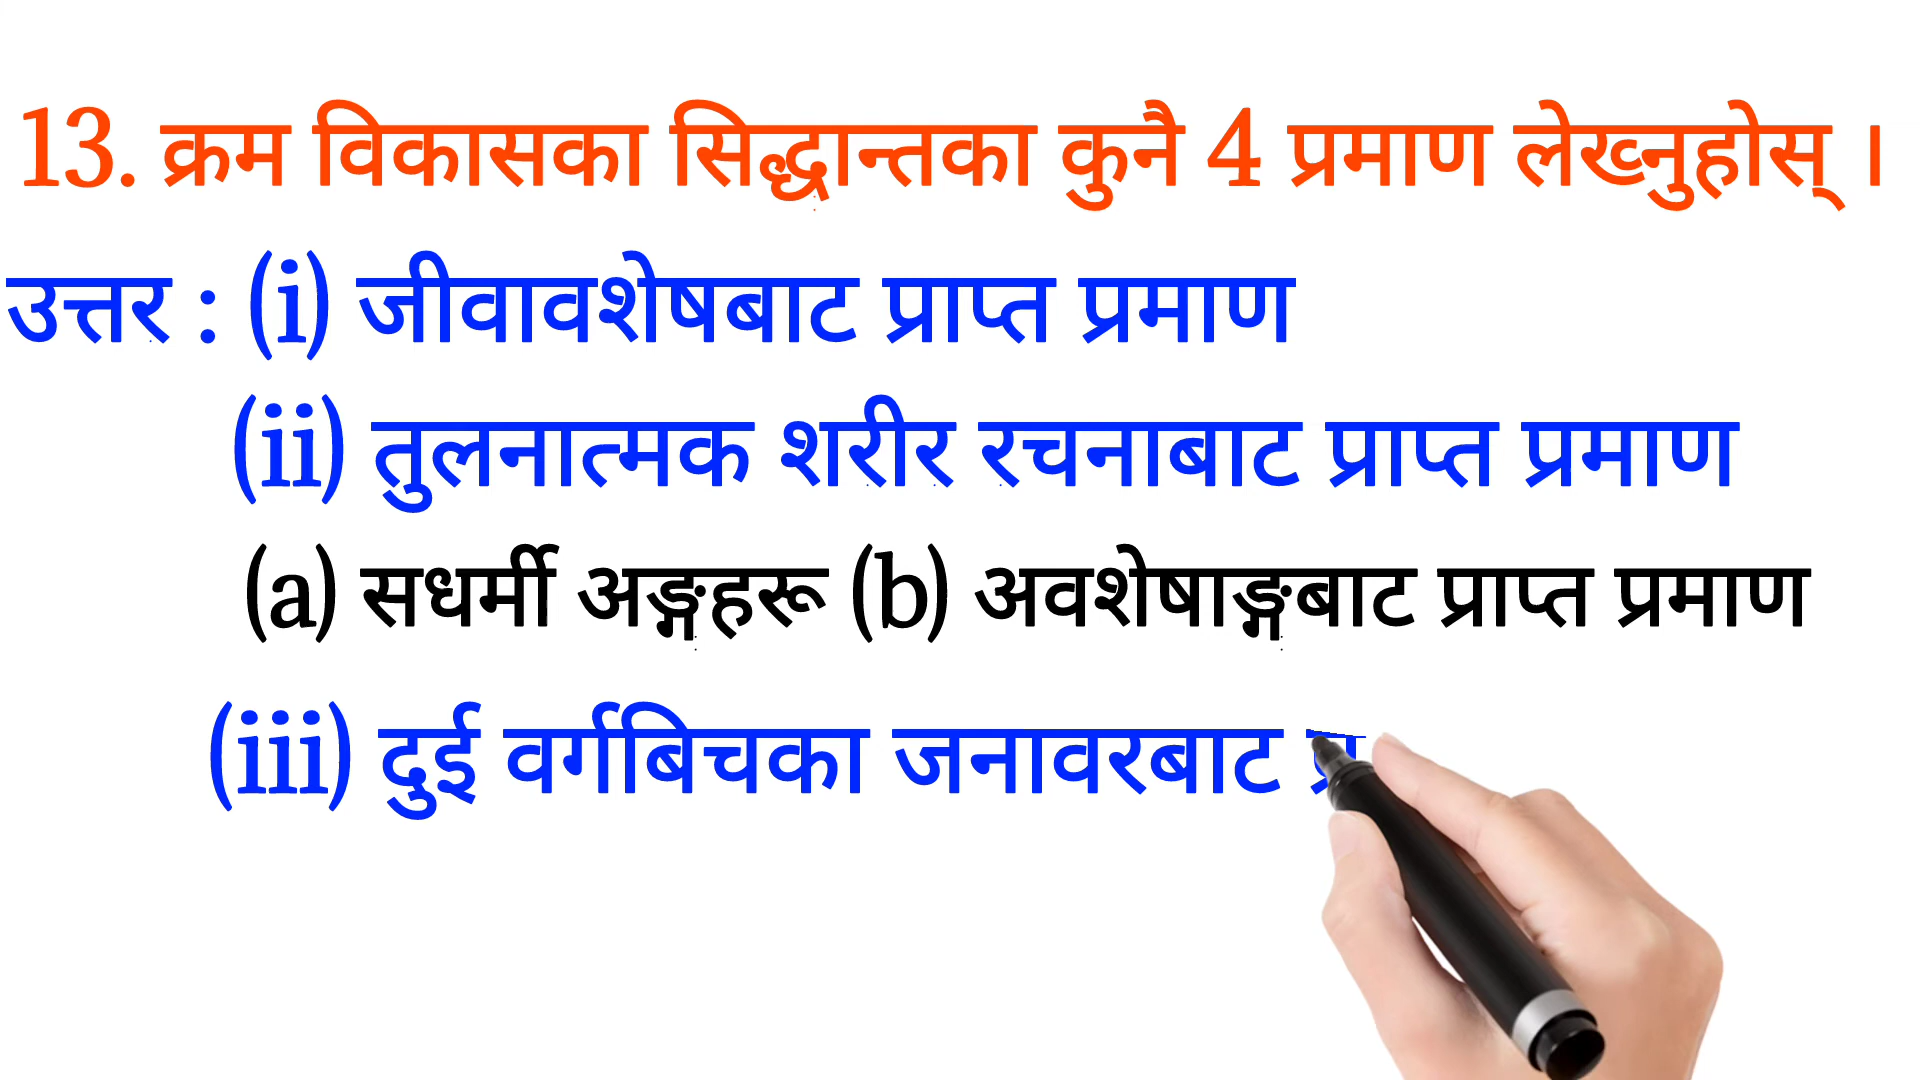 13. क्रम विकासका सिद्धान्तका कुनै 4 प्रमाण लेख्नुहोस् ।
उत्तर : (i) जीवावशेषबाट प्राप्त प्रमाण
(ii) तुलनात्मक शरीर रचनाबाट प्राप्त प्रमाण
(a) सधर्मी अङ्गहरू (b) अवशेषाङ्गबाट प्राप्त प्रमाण
(iii) दुई वर्गबिचका जनावरबाट